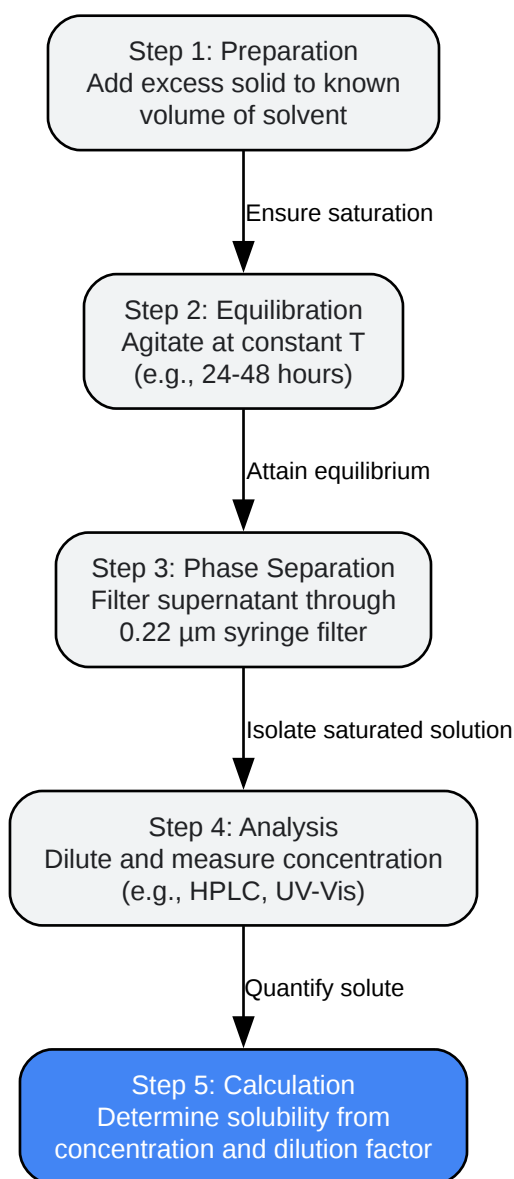 Step 1: Preparation
Add excess solid to known
volume of solvent
Ensure saturation
Step 2: Equilibration
Agitate at constant T
(e.g., 24-48 hours)
Attain equilibrium
Step 3: Phase Separation
Filter supernatant through
0.22 µm syringe filter
Isolate saturated solution
Step 4: Analysis
Dilute and measure concentration
(e.g., HPLC, UV-Vis)
Quantify solute
Step 5: Calculation
Determine solubility from
concentration and dilution factor